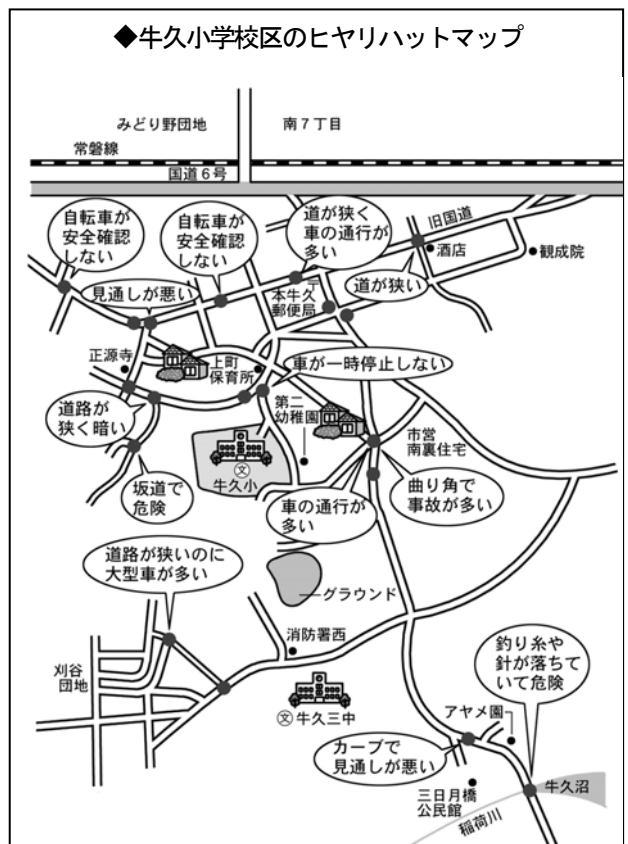 ◆牛久小学校区のヒヤリハットマップ
みどり野団地
南7丁目
常磐線
国道6号
自転車が
安全確認
しない
自転車が
安全確認
しない
道が狭く
車の通行が
多い
旧国道
酒店
観成院
見通しが悪い
〒
本牛久
郵便局
道が狭い
正源寺
上町
保育所
車が一時停止しない
第二
幼稚園
道路が
狭く暗い
市営
南裏住宅
文
牛久小
坂道で
危険
車の通行が
多い
曲り角で
事故が多い
道路が狭いのに
大型車が多い
グラウンド
消防署西
釣り糸や
針が落ちて
いて危険
刈谷
団地
文 牛久三中
アヤメ園
カーブで
見通しが悪い
三日月橋
公民館
牛久沼
稲荷川